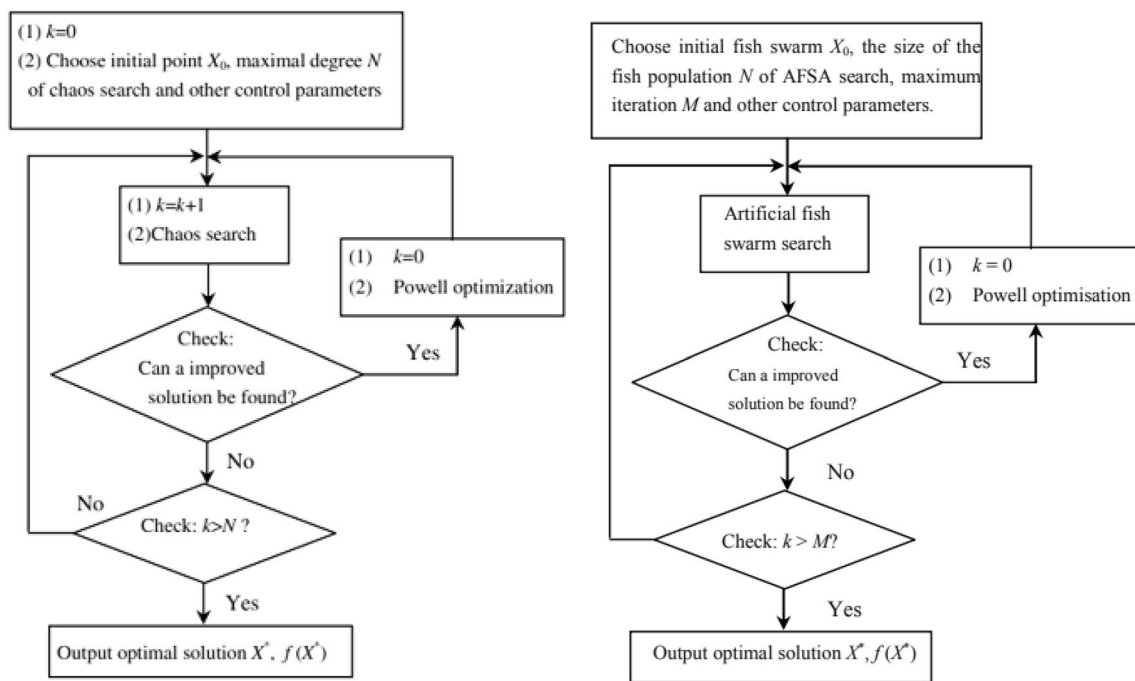 (1) k=0
(2) Choose initial point X₀, maximal degree N
of chaos search and other control parameters
(1) k=k+1
(2)Chaos search
(1) k=0
(2) Powell optimization
Check:
Can a improved
solution be found?
Yes
No
No
Check: k>N ?
Yes
Output optimal solution X*, f(X*)
Choose initial fish swarm X₀, the size of the
fish population N of AFSA search, maximum
iteration M and other control parameters.
Artificial fish
swarm search
(1) k = 0
(2) Powell optimisation
Check:
Can a improved
solution be found?
Yes
No
Check: k > M?
Yes
Output optimal solution X*, f(X*)